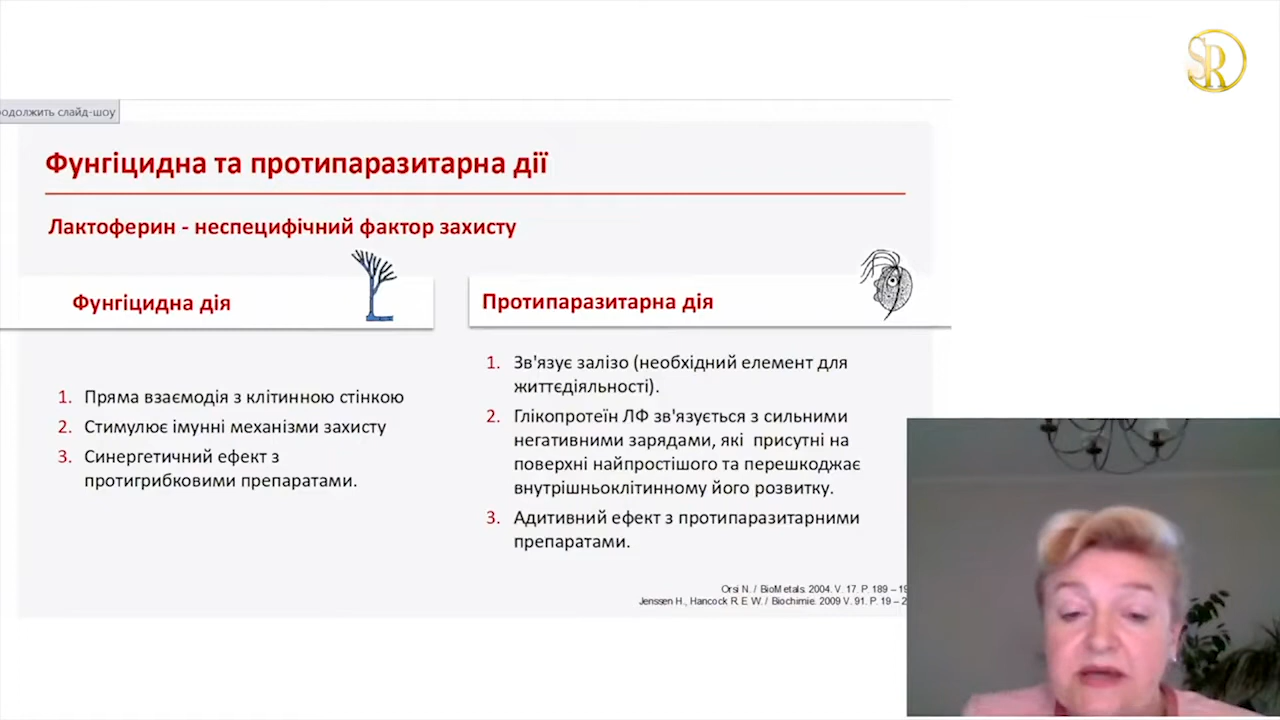 SR
слайд-шоу
Фунгіцидна та протипаразитарна дії
Лактоферин - неспецифічний фактор захисту
Фунгіцидна дія
1. Пряма взаємодія з клітинною стінкою
2. Стимулює імунні механізми захисту
3. Синергетичний ефект з
протигрибковими препаратами.
Протипаразитарна дія
1. Зв'язує залізо (необхідний елемент для
життєдіяльності).
2. Глікопротеїн ЛФ зв'язується з сильними
негативними зарядами, які присутні на
поверхні найпростішого та перешкоджає
внутрішньоклітинному його розвитку.
3. Адитивний ефект з протипаразитарними
препаратами.
Orsi N. / BioMetals. 2004. V. 17. P. 189 –
Jenssen H., Hancock R. E. W. / Biochimie. 2009 V. 91. P. 19 –